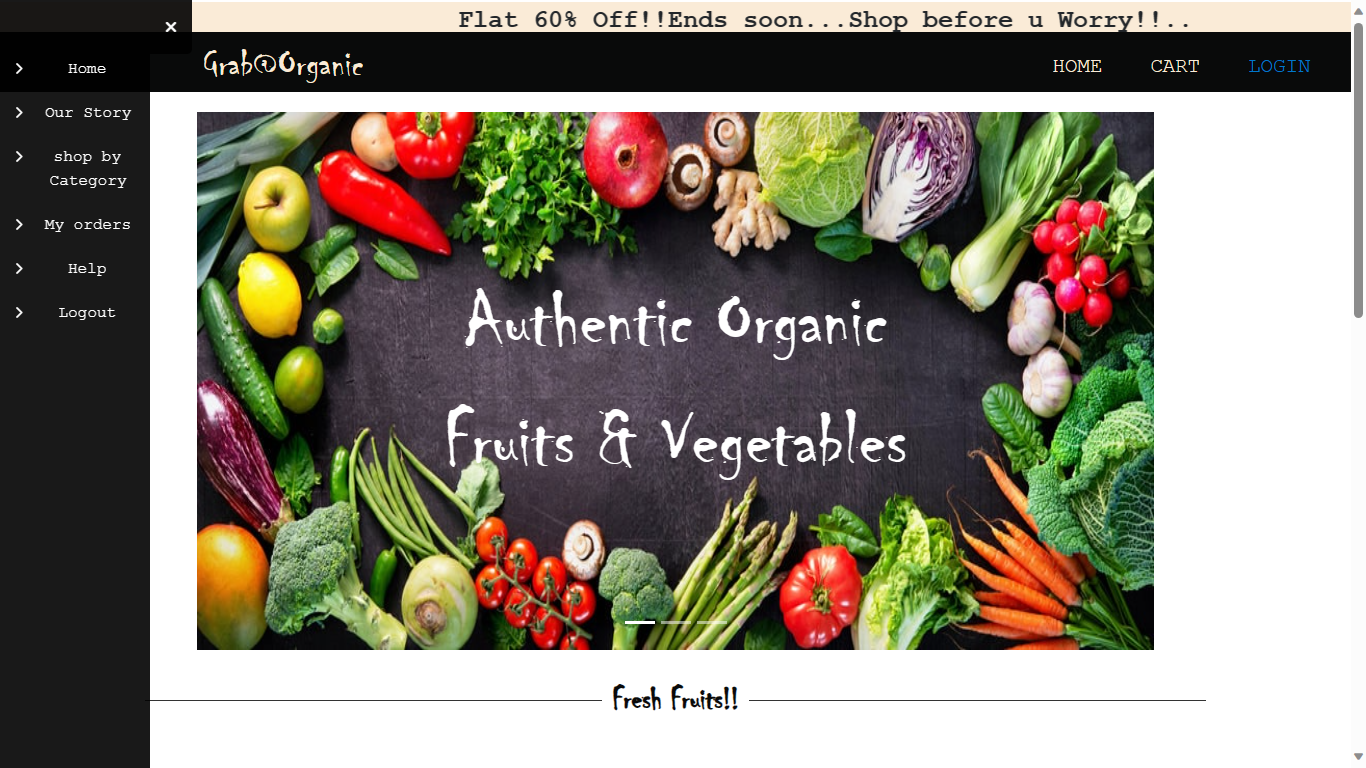 Flat 60% Off!!Ends soon...Shop before u Worry!!..
×
Grab@Organic
HOME
CART
LOGIN
Home
Our Story
shop by
Category
My orders
Help
Logout
Authentic Organic
Fruits & Vegetables
Fresh Fruits!!